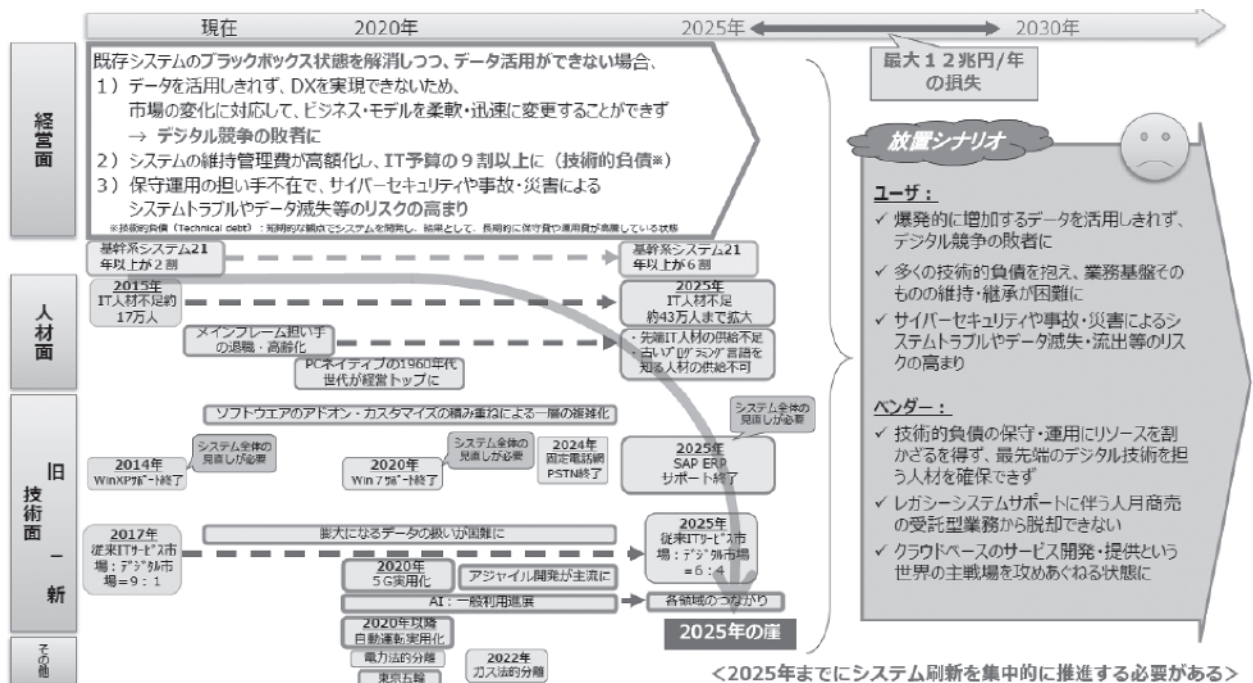 現在
2020年
2025年
2030年
最大12兆円/年
の損失
経営面
既存システムのブラックボックス状態を解消しつつ、データ活用ができない場合、
1）データを活用しきれず、DXを実現できないため、
市場の変化に対応して、ビジネス・モデルを柔軟・迅速に変更することができず
→ デジタル競争の敗者に
2）システムの維持管理費が高額化し、IT予算の9割以上に（技術的負債※）
3）保守運用の担い手不在で、サイバーセキュリティや事故・災害による
システムトラブルやデータ滅失等のリスクの高まり
※技術的負債（Technical debt）：短期的な観点でシステムを開発し、結果として、長期的に保守費や運用費が高騰している状態
基幹系システム21
年以上が2割
基幹系システム21
年以上が6割
人材面
2015年
IT人材不足約
17万人
2025年
IT人材不足
約43万人まで拡大
メインフレーム担い手
の退職・高齢化
・先端IT人材の供給不足
・古いプログラミング言語を
知る人材の供給不可
PCネイティブの1960年代
世代が経営トップに
技術面
旧
新
ソフトウエアのアドオン・カスタマイズの積み重ねによる一層の複雑化
システム全体の
見直しが必要
2014年
WinXPサポート終了
システム全体の
見直しが必要
2020年
Win7サポート終了
2024年
固定電話網
PSTN終了
システム全体の
見直しが必要
2025年
SAP ERP
サポート終了
2017年
従来ITサービス市
場：デジタル市
場=9：1
膨大になるデータの扱いが困難に
2025年
従来ITサービス市
場：デジタル市場
=6：4
2020年
5G実用化
アジャイル開発が主流に
AI：一般利用進展
各領域のつながり
2020年以降
自動運転実用化
2025年の崖
その他
電力法的分離
東京五輪
2022年
ガス法的分離
放置シナリオ
ユーザ：
✓ 爆発的に増加するデータを活用しきれず、
デジタル競争の敗者に
✓ 多くの技術的負債を抱え、業務基盤その
ものの維持・継承が困難に
✓ サイバーセキュリティや事故・災害によるシ
ステムトラブルやデータ滅失・流出等のリス
クの高まり
ベンダー：
✓ 技術的負債の保守・運用にリソースを割
かざるを得ず、最先端のデジタル技術を担
う人材を確保できず
✓ レガシーシステムサポートに伴う人月商売
の受託型業務から脱却できない
✓ クラウドベースのサービス開発・提供という
世界の主戦場を攻めあぐねる状態に
＜2025年までにシステム刷新を集中的に推進する必要がある＞